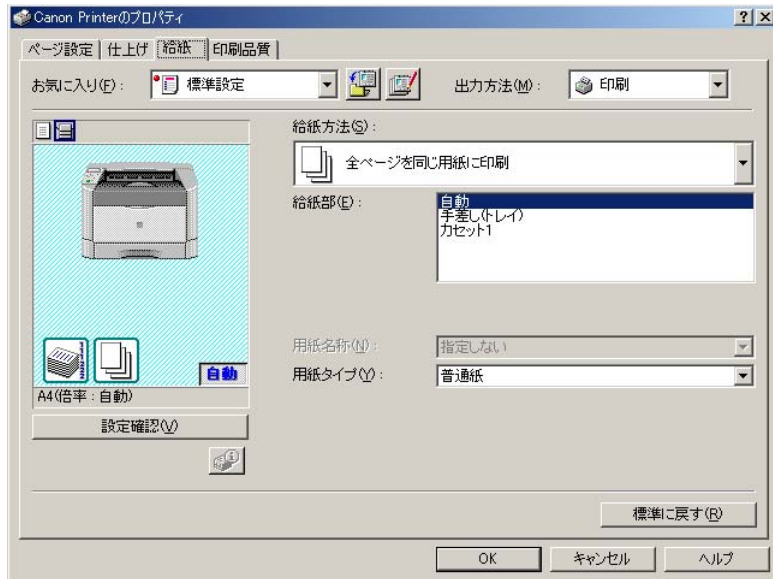 Canon Printerのプロパティ
ページ設定 仕上げ 給紙 印刷品質
お気に入り(F): 標準設定 出力方法(M): 印刷
給紙方法(S):
全ページを同じ用紙に印刷
給紙部(E): 自動
手差し(トレイ)
カセット1
自動
用紙名称(N): 指定しない
用紙タイプ(Y): 普通紙
A4(倍率:自動)
設定確認(V)
標準に戻す(R)
OK キャンセル ヘルプ